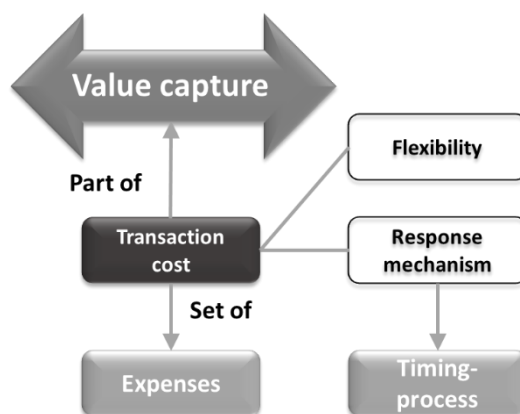 Value capture
Flexibility
Part of
Transaction
cost
Response
mechanism
Set of
Expenses
Timing-
process